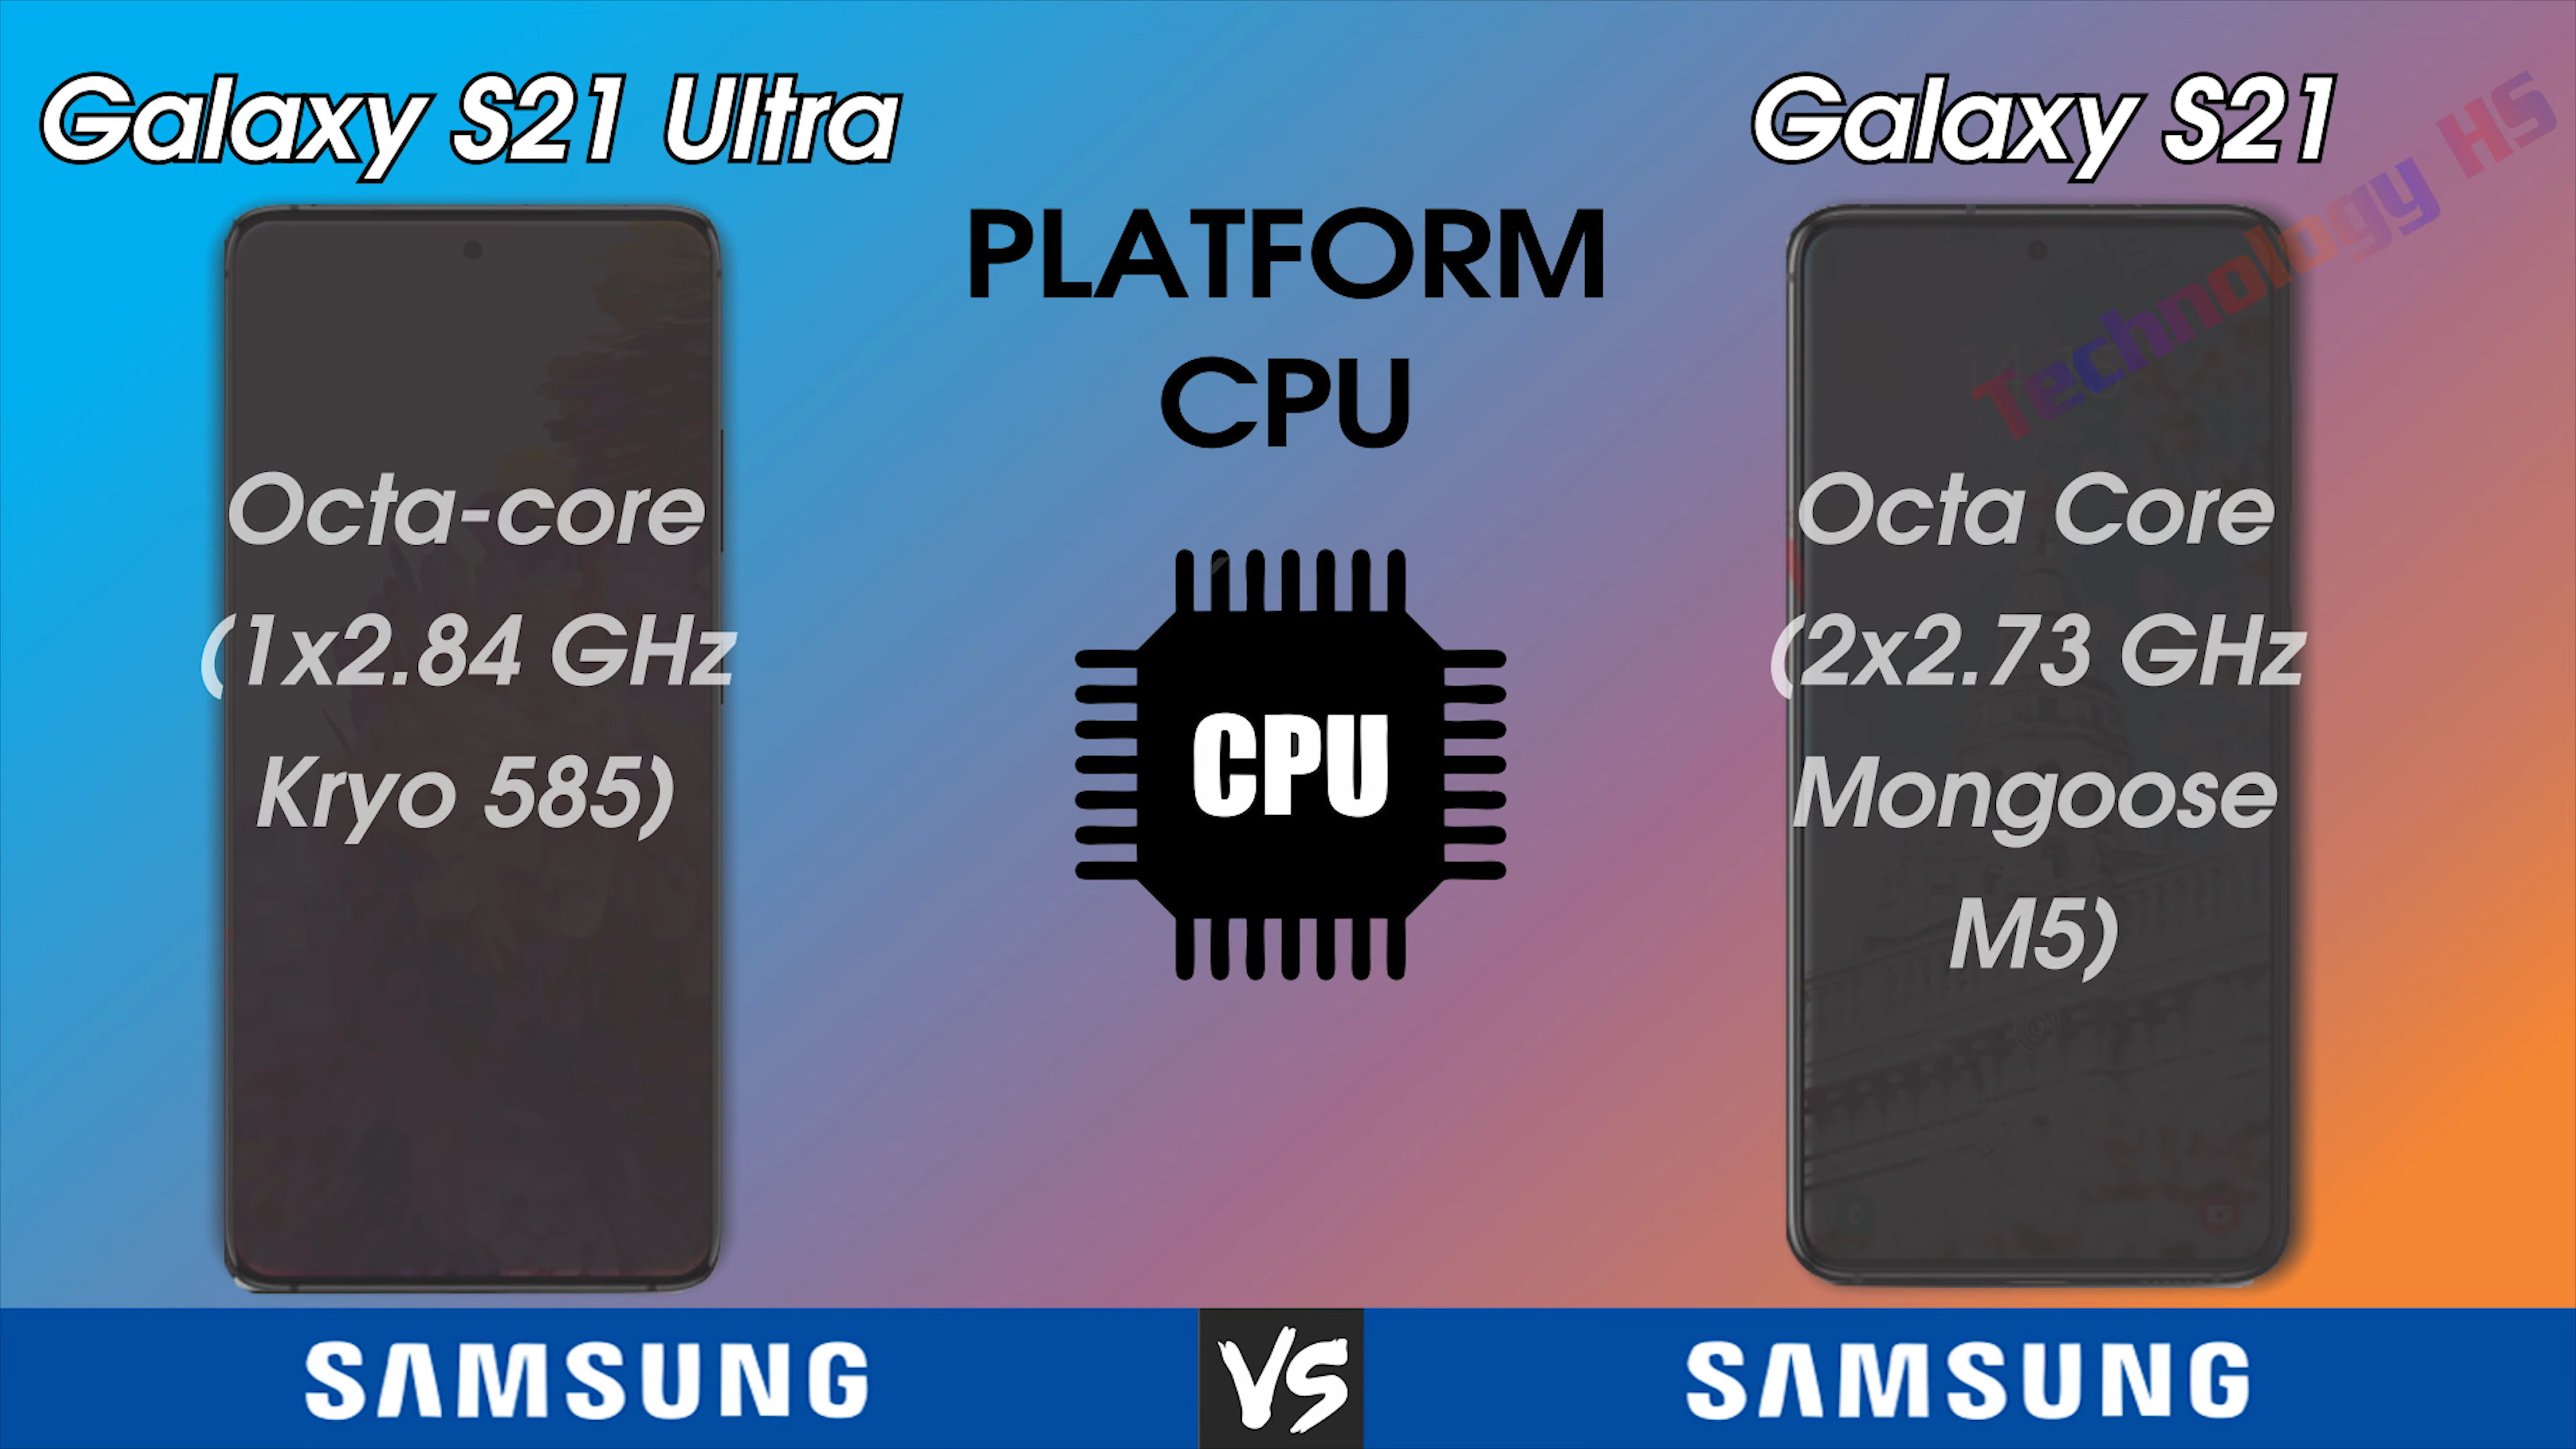 Galaxy S21 Ultra
Galaxy S21
Technology HS
PLATFORM
CPU
Octa-core
(1x2.84 GHz
Kryo 585)
CPU
Octa Core
(2x2.73 GHz
Mongoose
M5)
SAMSUNG
VS
SAMSUNG